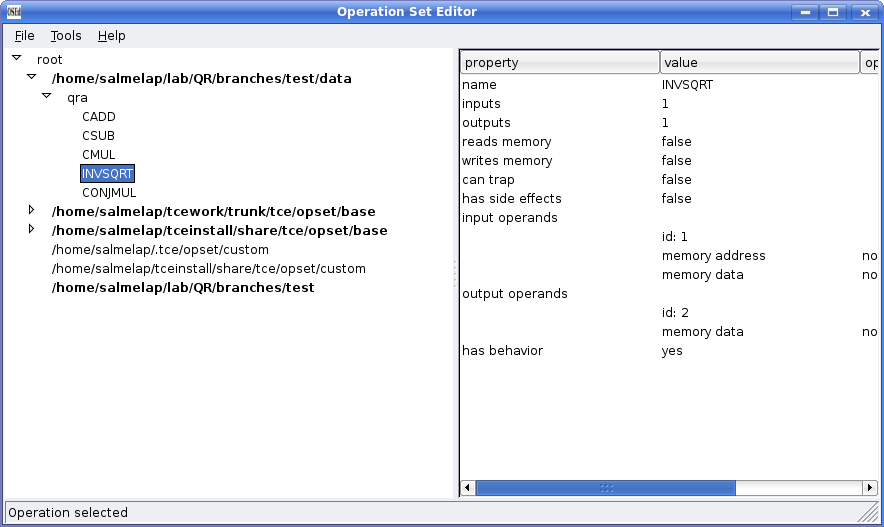 OSEd Operation Set Editor
File Tools Help
root
/home/salmelap/lab/QR/branches/test/data
qra
CADD
CSUB
CMUL
INVSQRT
CONJMUL
/home/salmelap/tcework/trunk/tce/opset/base
/home/salmelap/tceinstall/share/tce/opset/base
/home/salmelap/.tce/opset/custom
/home/salmelap/tceinstall/share/tce/opset/custom
/home/salmelap/lab/QR/branches/test
property value op
name INVSQRT
inputs 1
outputs 1
reads memory false
writes memory false
can trap false
has side effects false
input operands
id: 1
memory address no
memory data no
output operands
id: 2
memory data no
has behavior yes
Operation selected